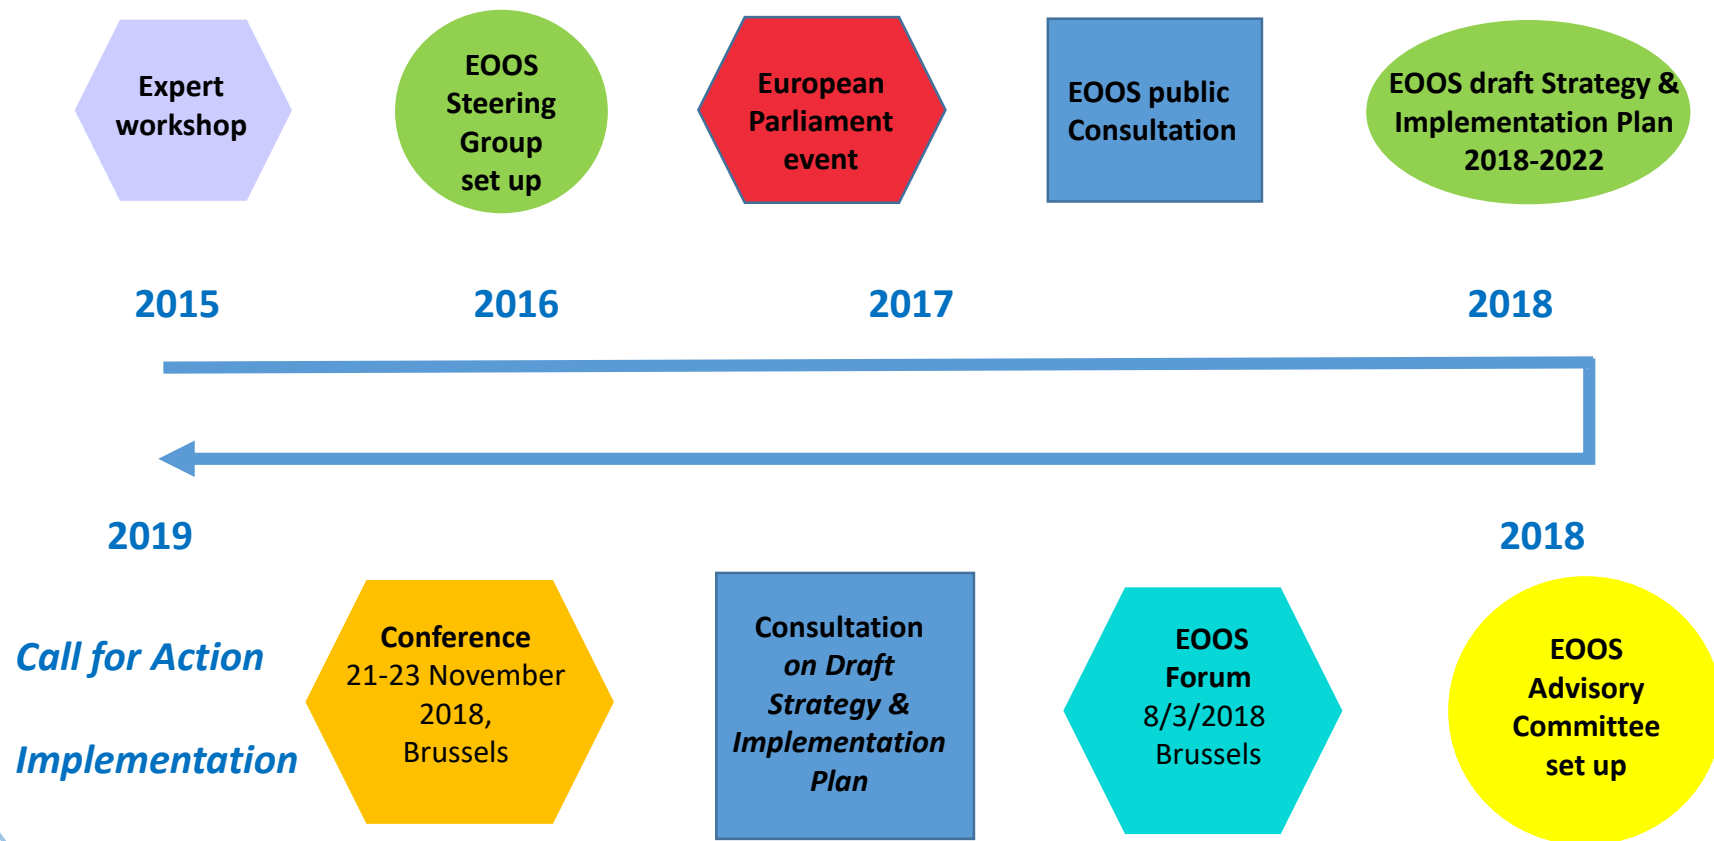 Expert
workshop
EOOS
Steering
Group
set up
European
Parliament
event
EOOS public
Consultation
EOOS draft Strategy &
Implementation Plan
2018-2022
2015
2016
2017
2018
2019
2018
Call for Action
Implementation
Conference
21-23 November
2018,
Brussels
Consultation
on Draft
Strategy &
Implementation
Plan
EOOS
Forum
8/3/2018
Brussels
EOOS
Advisory
Committee
set up